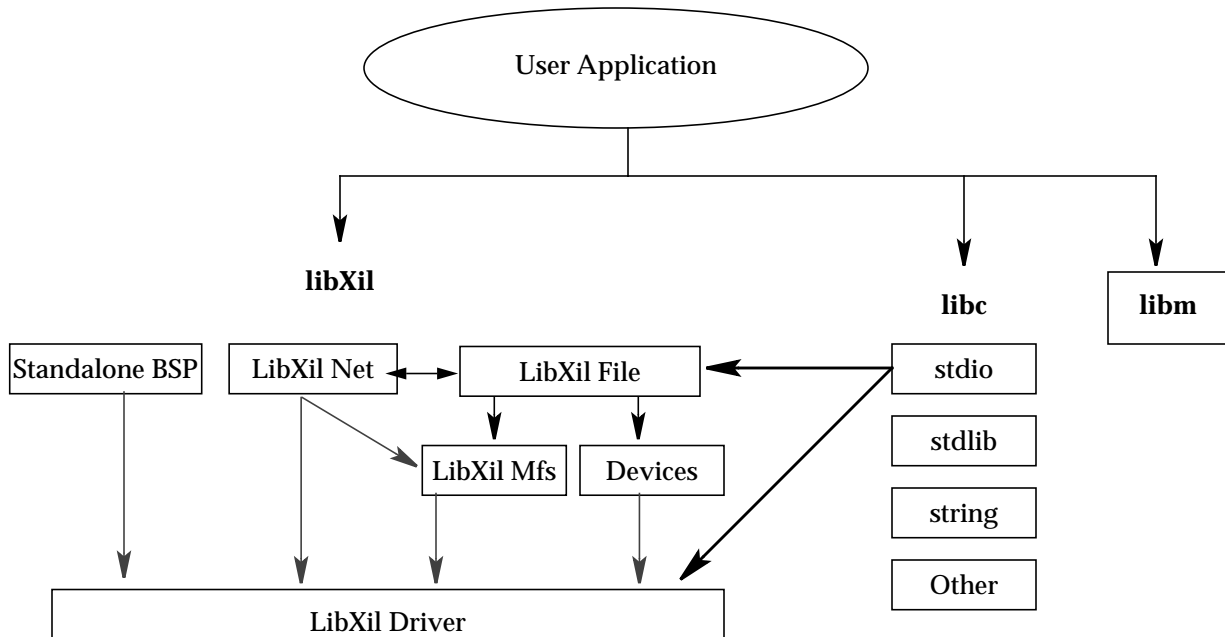 User Application
libXil
libc
libm
Standalone BSP
LibXil Net
LibXil File
stdio
stdlib
LibXil Mfs
Devices
string
Other
LibXil Driver